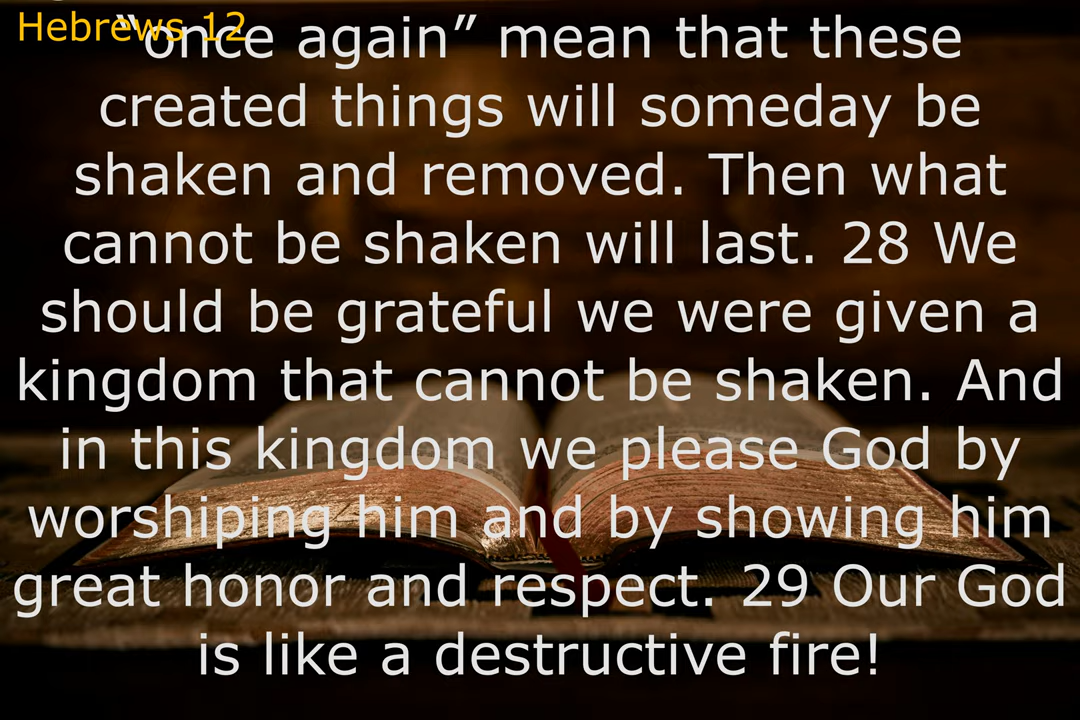 Hebrews 12
“once again” mean that these
created things will someday be
shaken and removed. Then what
cannot be shaken will last. 28 We
should be grateful we were given a
kingdom that cannot be shaken. And
in this kingdom we please God by
worshiping him and by showing him
great honor and respect. 29 Our God
is like a destructive fire!